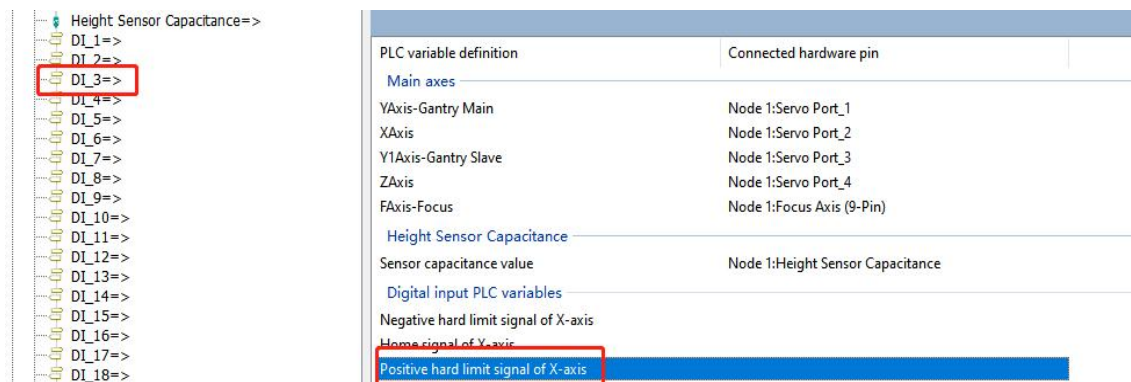 Height Sensor Capacitance=>
DI_1=>
DI_2=>
DI_3=>
DI_4=>
DI_5=>
DI_6=>
DI_7=>
DI_8=>
DI_9=>
DI_10=>
DI_11=>
DI_12=>
DI_13=>
DI_14=>
DI_15=>
DI_16=>
DI_17=>
DI_18=>
PLC variable definition Connected hardware pin
Main axes
YAxis-Gantry Main Node 1:Servo Port_1
XAxis Node 1:Servo Port_2
Y1Axis-Gantry Slave Node 1:Servo Port_3
ZAxis Node 1:Servo Port_4
FAxis-Focus Node 1:Focus Axis (9-Pin)
Height Sensor Capacitance
Sensor capacitance value Node 1:Height Sensor Capacitance
Digital input PLC variables
Negative hard limit signal of X-axis
Home signal of X-axis
Positive hard limit signal of X-axis